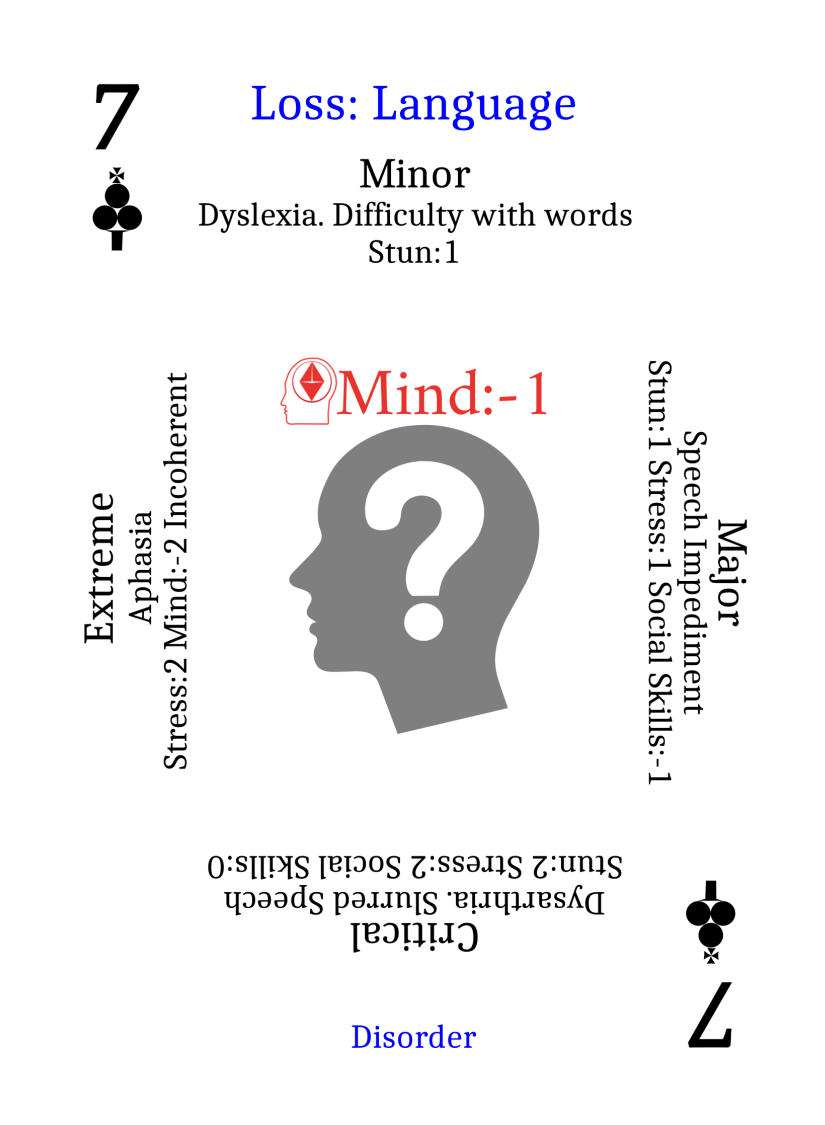 7
Loss: Language
Minor
Dyslexia. Difficulty with words
Stun:1
Mind:-1
Major
Speech Impediment
Stun:1 Stress:1 Social Skills:-1
Critical
Dysarthria. Slurred Speech
Stun:2 Stress:2 Social Skills:0
Extreme
Aphasia
Stress:2 Mind:-2 Incoherent
7
Disorder